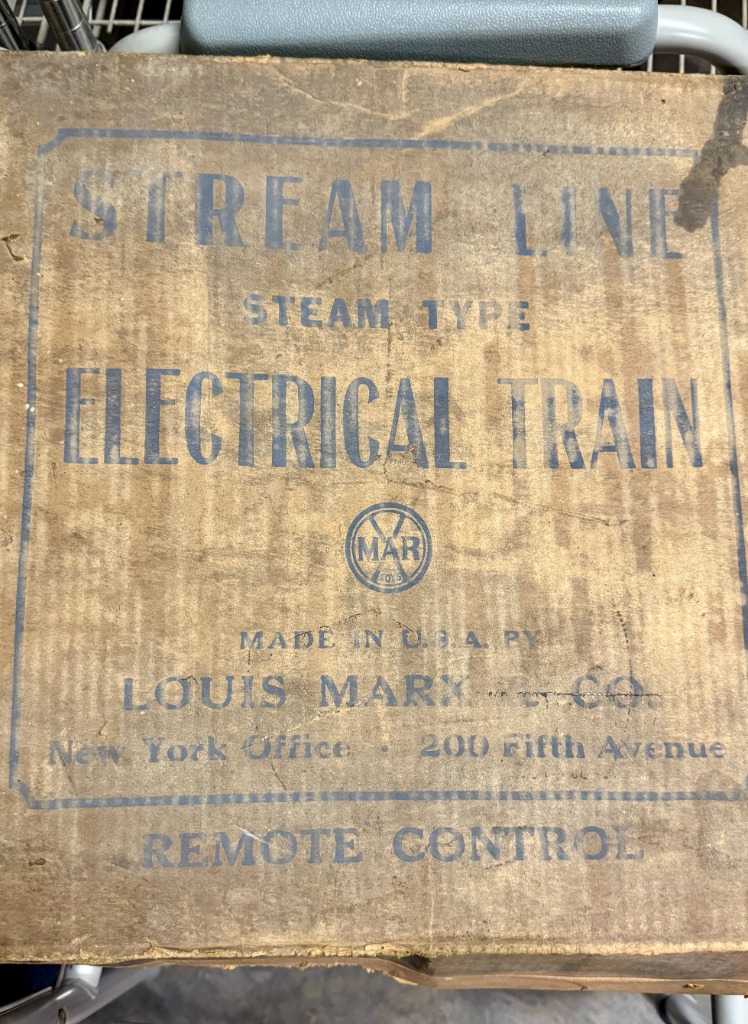 STREAM LINE
STEAM TYPE
ELECTRICAL TRAIN
MAR
TOYS
MADE IN U.S.A. BY
LOUIS MARX & CO.
New York Office · 200 Fifth Avenue
REMOTE CONTROL